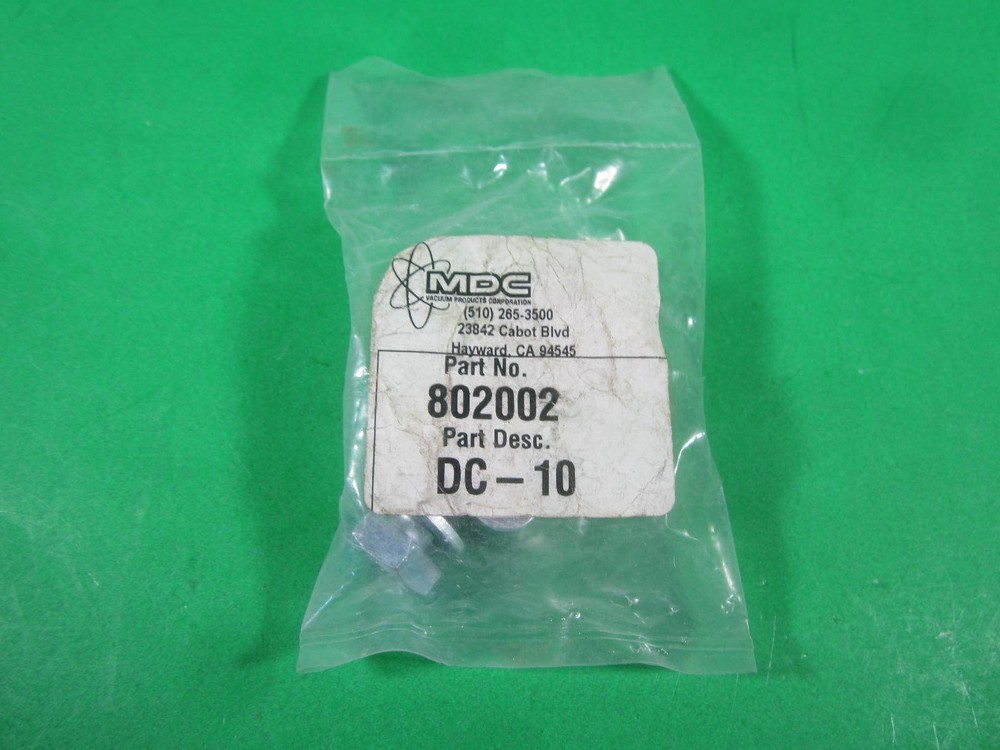 MDC
VACUUM PRODUCTS CORPORATION
(510) 265-3500
23842 Cabot Blvd
Hayward, CA 94545
Part No.
802002
Part Desc.
DC – 10